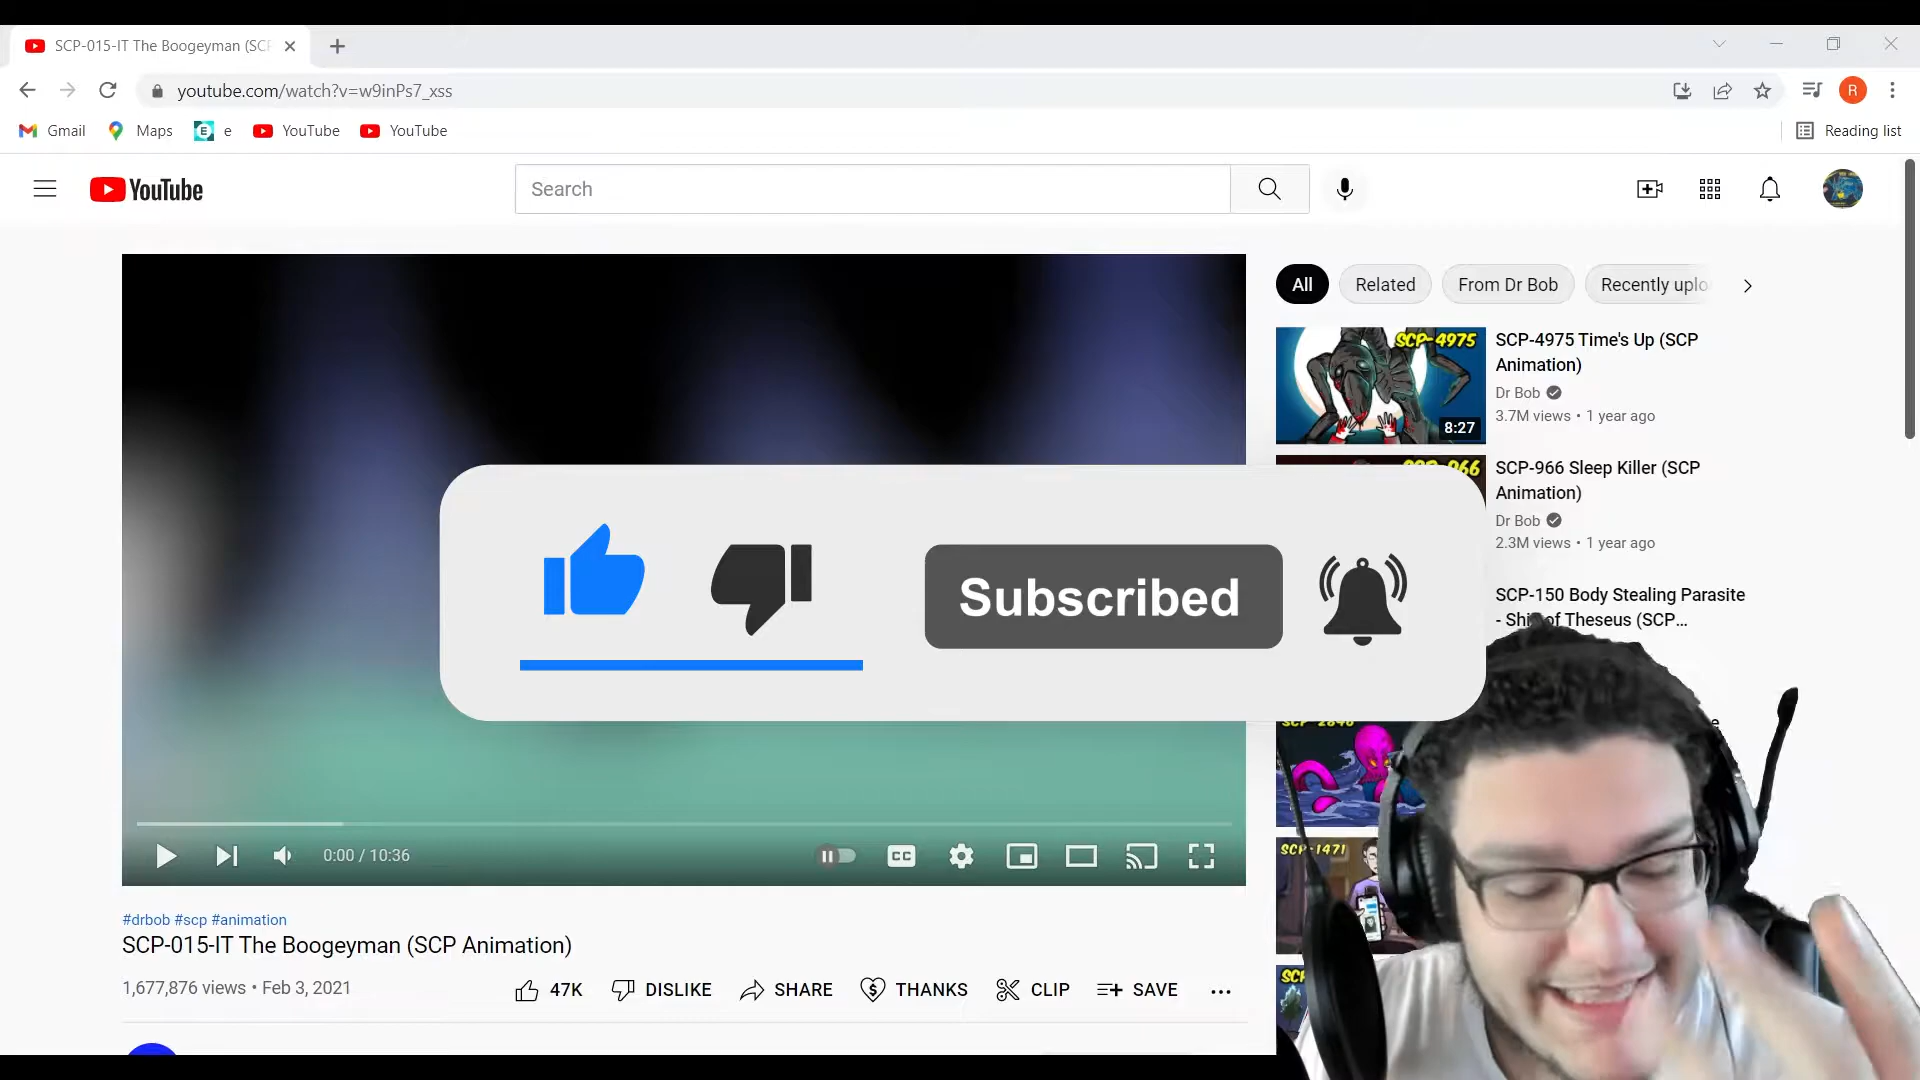 SCP-015-IT The Boogeyman (SCP
youtube.com/watch?v=w9inPs7_xss
R
Gmail
Maps
E
e
YouTube
YouTube
Reading list
YouTube
Search
All
Related
From Dr Bob
Recently uplo
SCP-4975
8:27
SCP-4975 Time's Up (SCP
Animation)
Dr Bob
3.7M views • 1 year ago
SCP-966 Sleep Killer (SCP
Animation)
Dr Bob
2.3M views • 1 year ago
SCP-150 Body Stealing Parasite
of Theseus (SCP...
Subscribed
SCP-1471
0:00 / 10:36
CC
#drbob #scp #animation
SCP-015-IT The Boogeyman (SCP Animation)
1,677,876 views • Feb 3, 2021
47K
DISLIKE
SHARE
THANKS
CLIP
SAVE